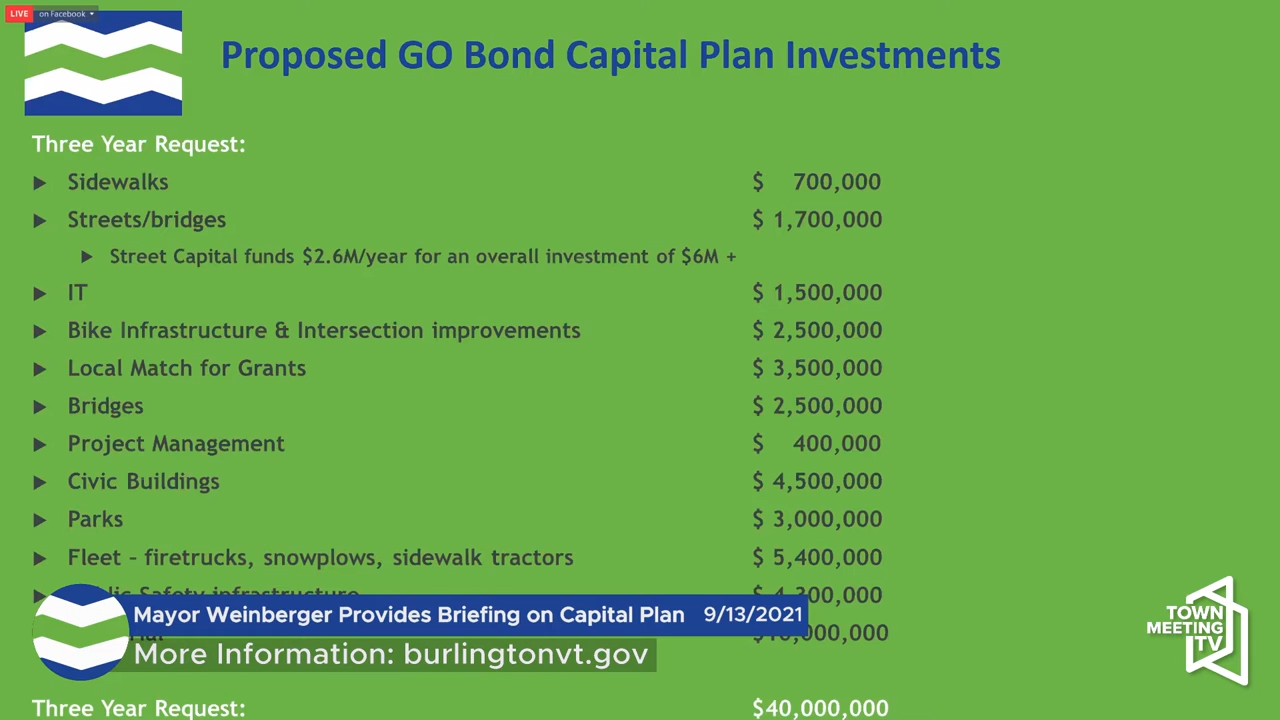 LIVE on Facebook
Proposed GO Bond Capital Plan Investments
Three Year Request:
Sidewalks $ 700,000
Streets/bridges $ 1,700,000
Street Capital funds $2.6M/year for an overall investment of $6M +
IT $ 1,500,000
Bike Infrastructure & Intersection improvements $ 2,500,000
Local Match for Grants $ 3,500,000
Bridges $ 2,500,000
Project Management $ 400,000
Civic Buildings $ 4,500,000
Parks $ 3,000,000
Fleet – firetrucks, snowplows, sidewalk tractors $ 5,400,000
Safety infrastructure $ 4,300,000
Mayor Weinberger Provides Briefing on Capital Plan 9/13/2021
More Information: burlingtonvt.gov
TOWN
MEETING
TV
Three Year Request: $40,000,000